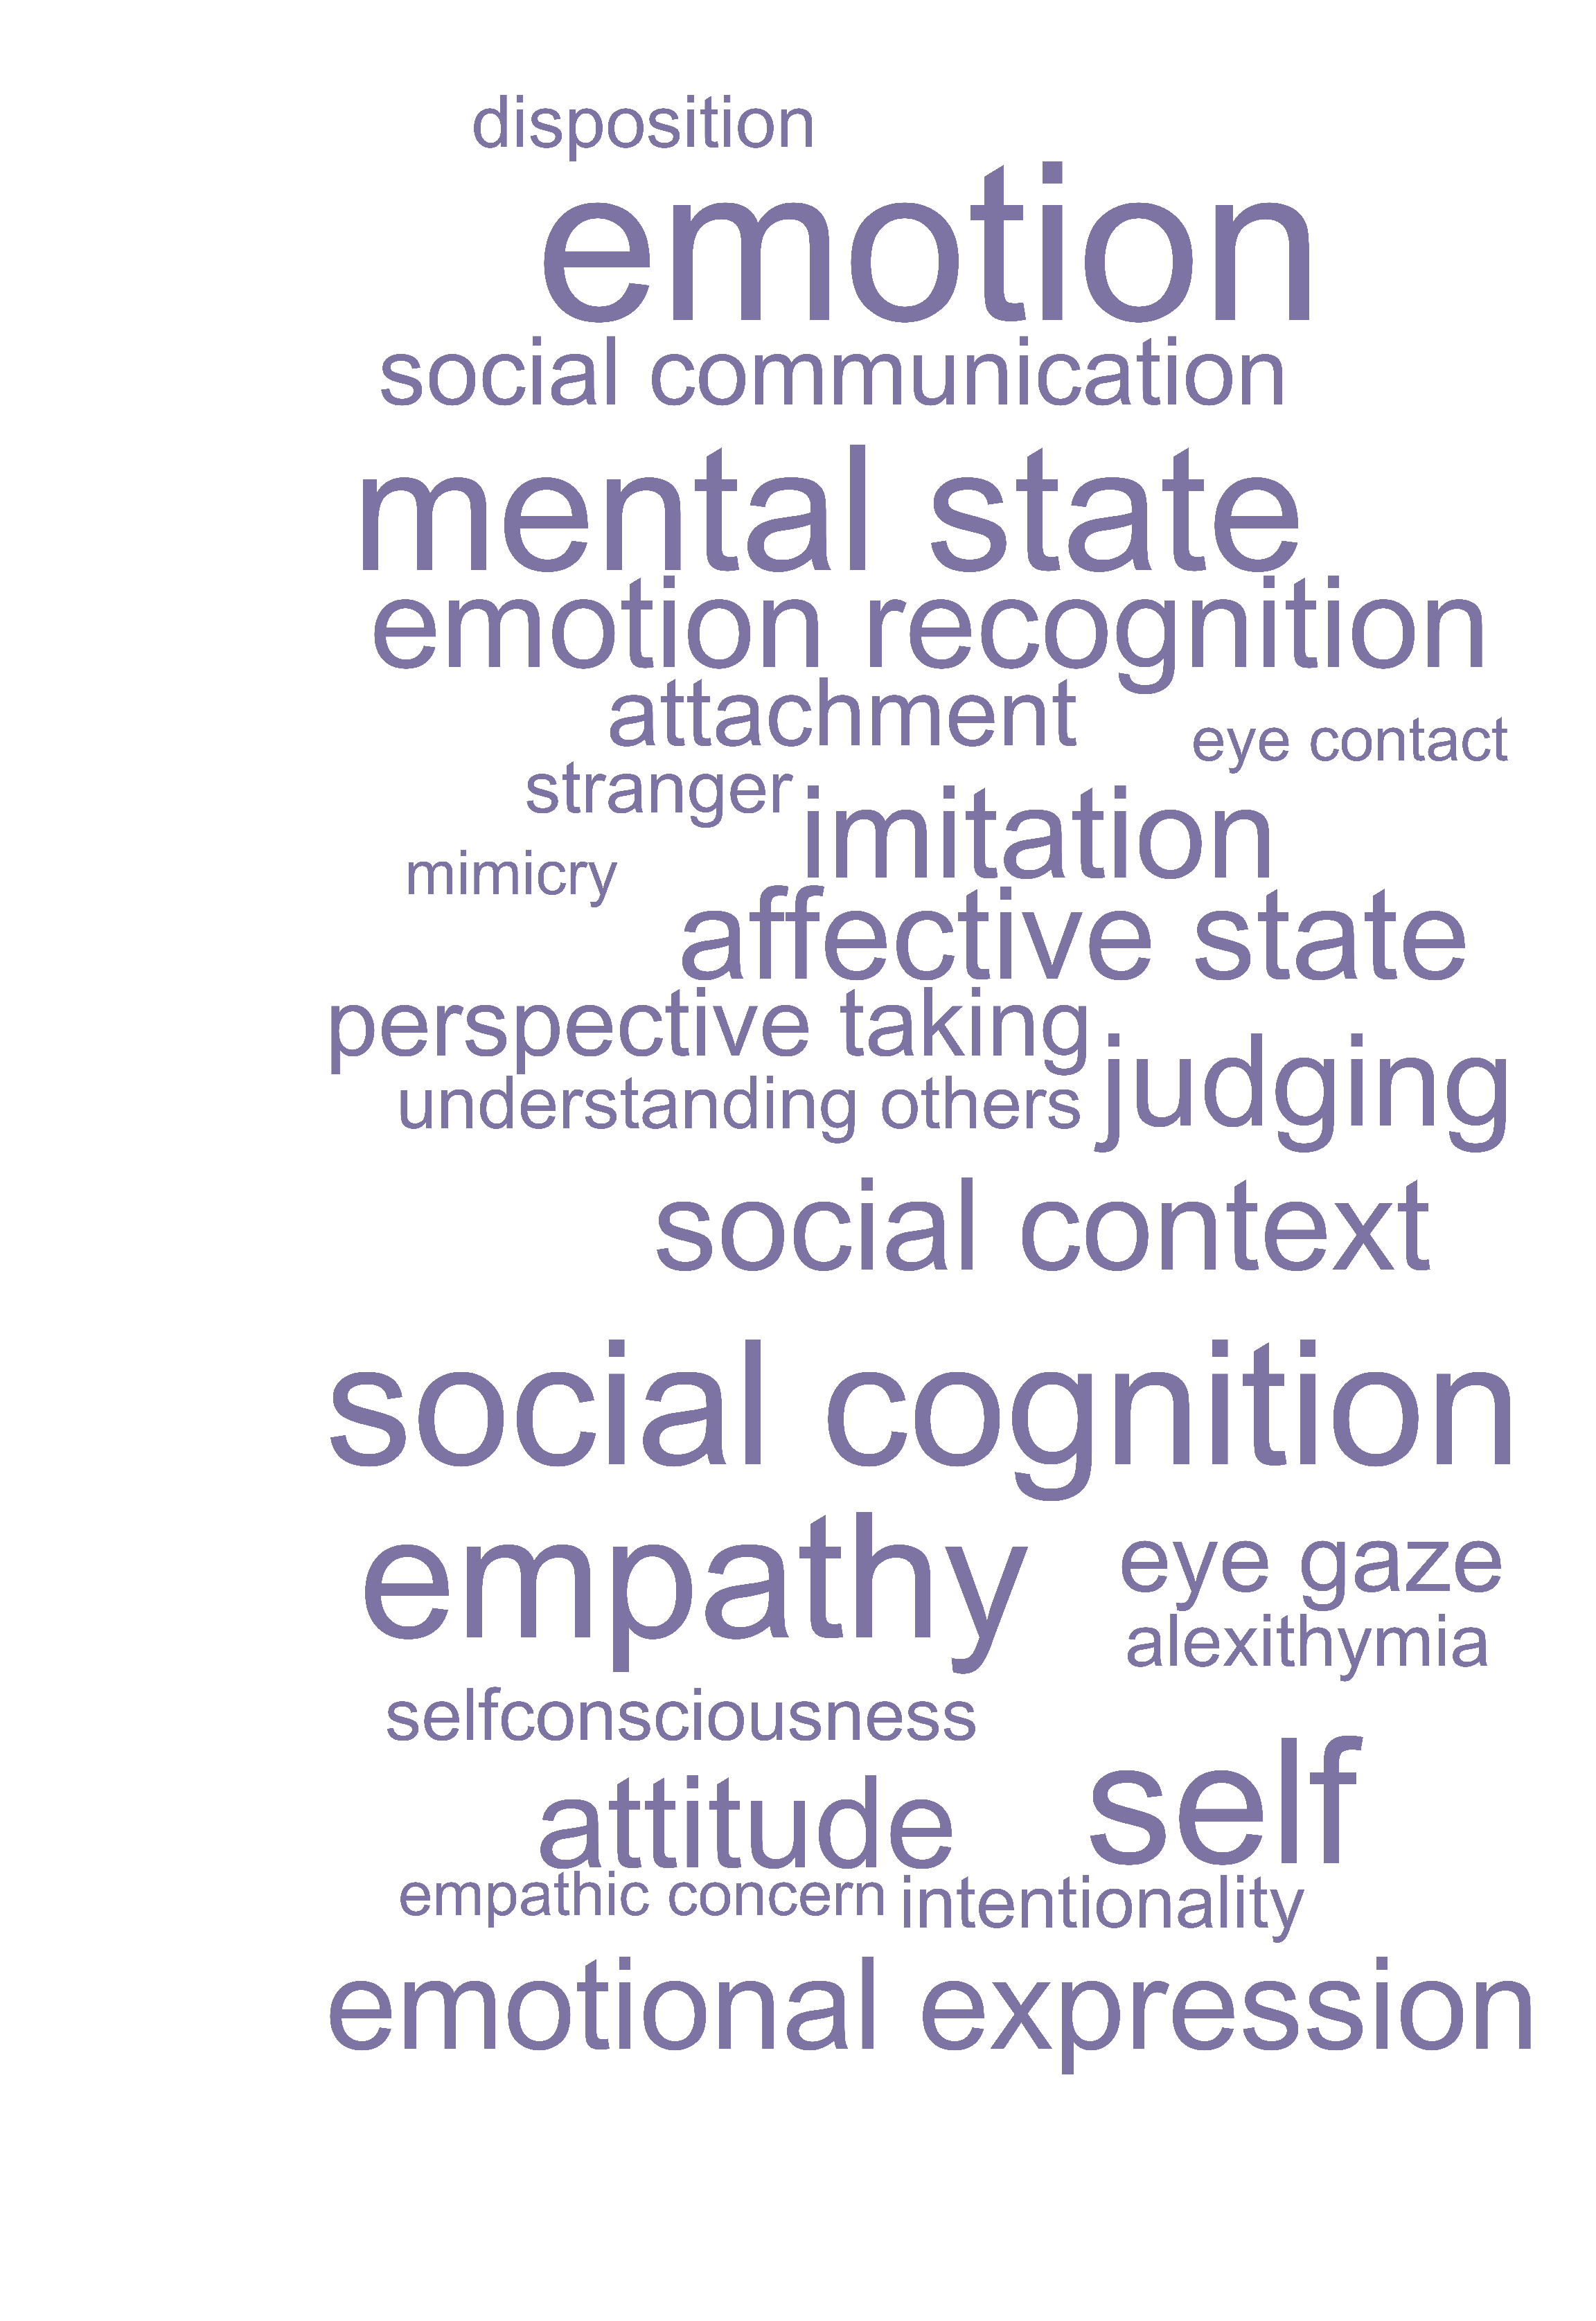 disposition
emotion
social communication
mental state
emotion recognition
attachment
eye contact
stranger
imitation
mimicry
affective state
perspective taking
judging
understanding others
social context
social cognition
empathy
eye gaze
alexithymia
selfconsciousness
self
attitude
empathic concern
intentionality
emotional expression